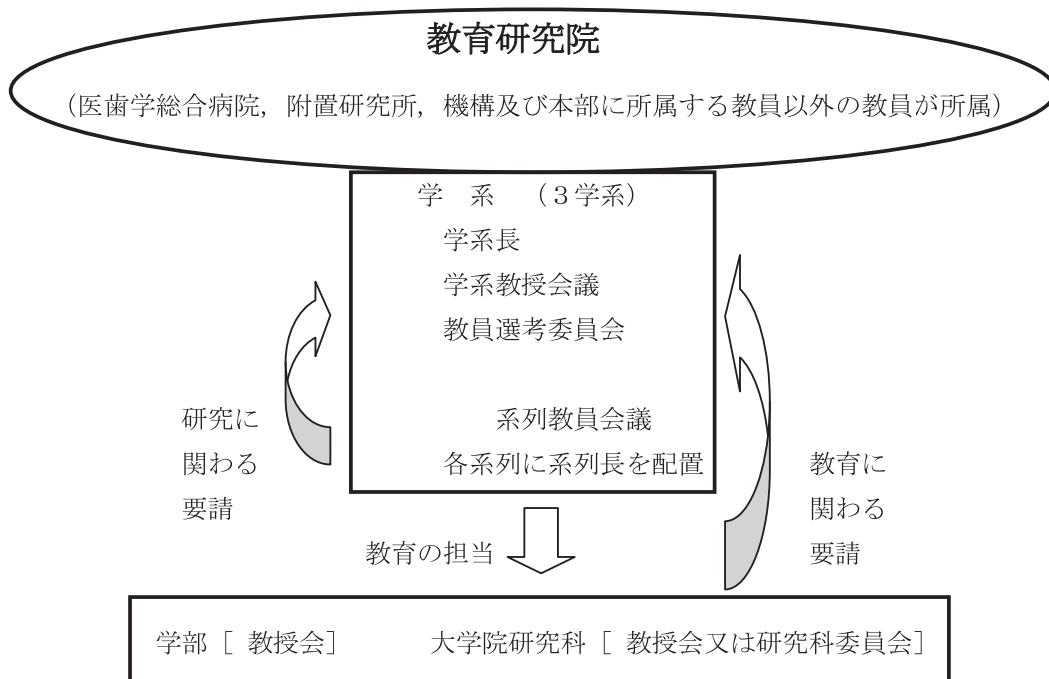 教育研究院
（医歯学総合病院，附置研究所，機構及び本部に所属する教員以外の教員が所属）
学　系　（３学系）
学系長
学系教授会議
教員選考委員会
系列教員会議
各系列に系列長を配置
研究に
関わる
要請
教育に
関わる
要請
教育の担当
学部［ 教授会］　　　大学院研究科［ 教授会又は研究科委員会］